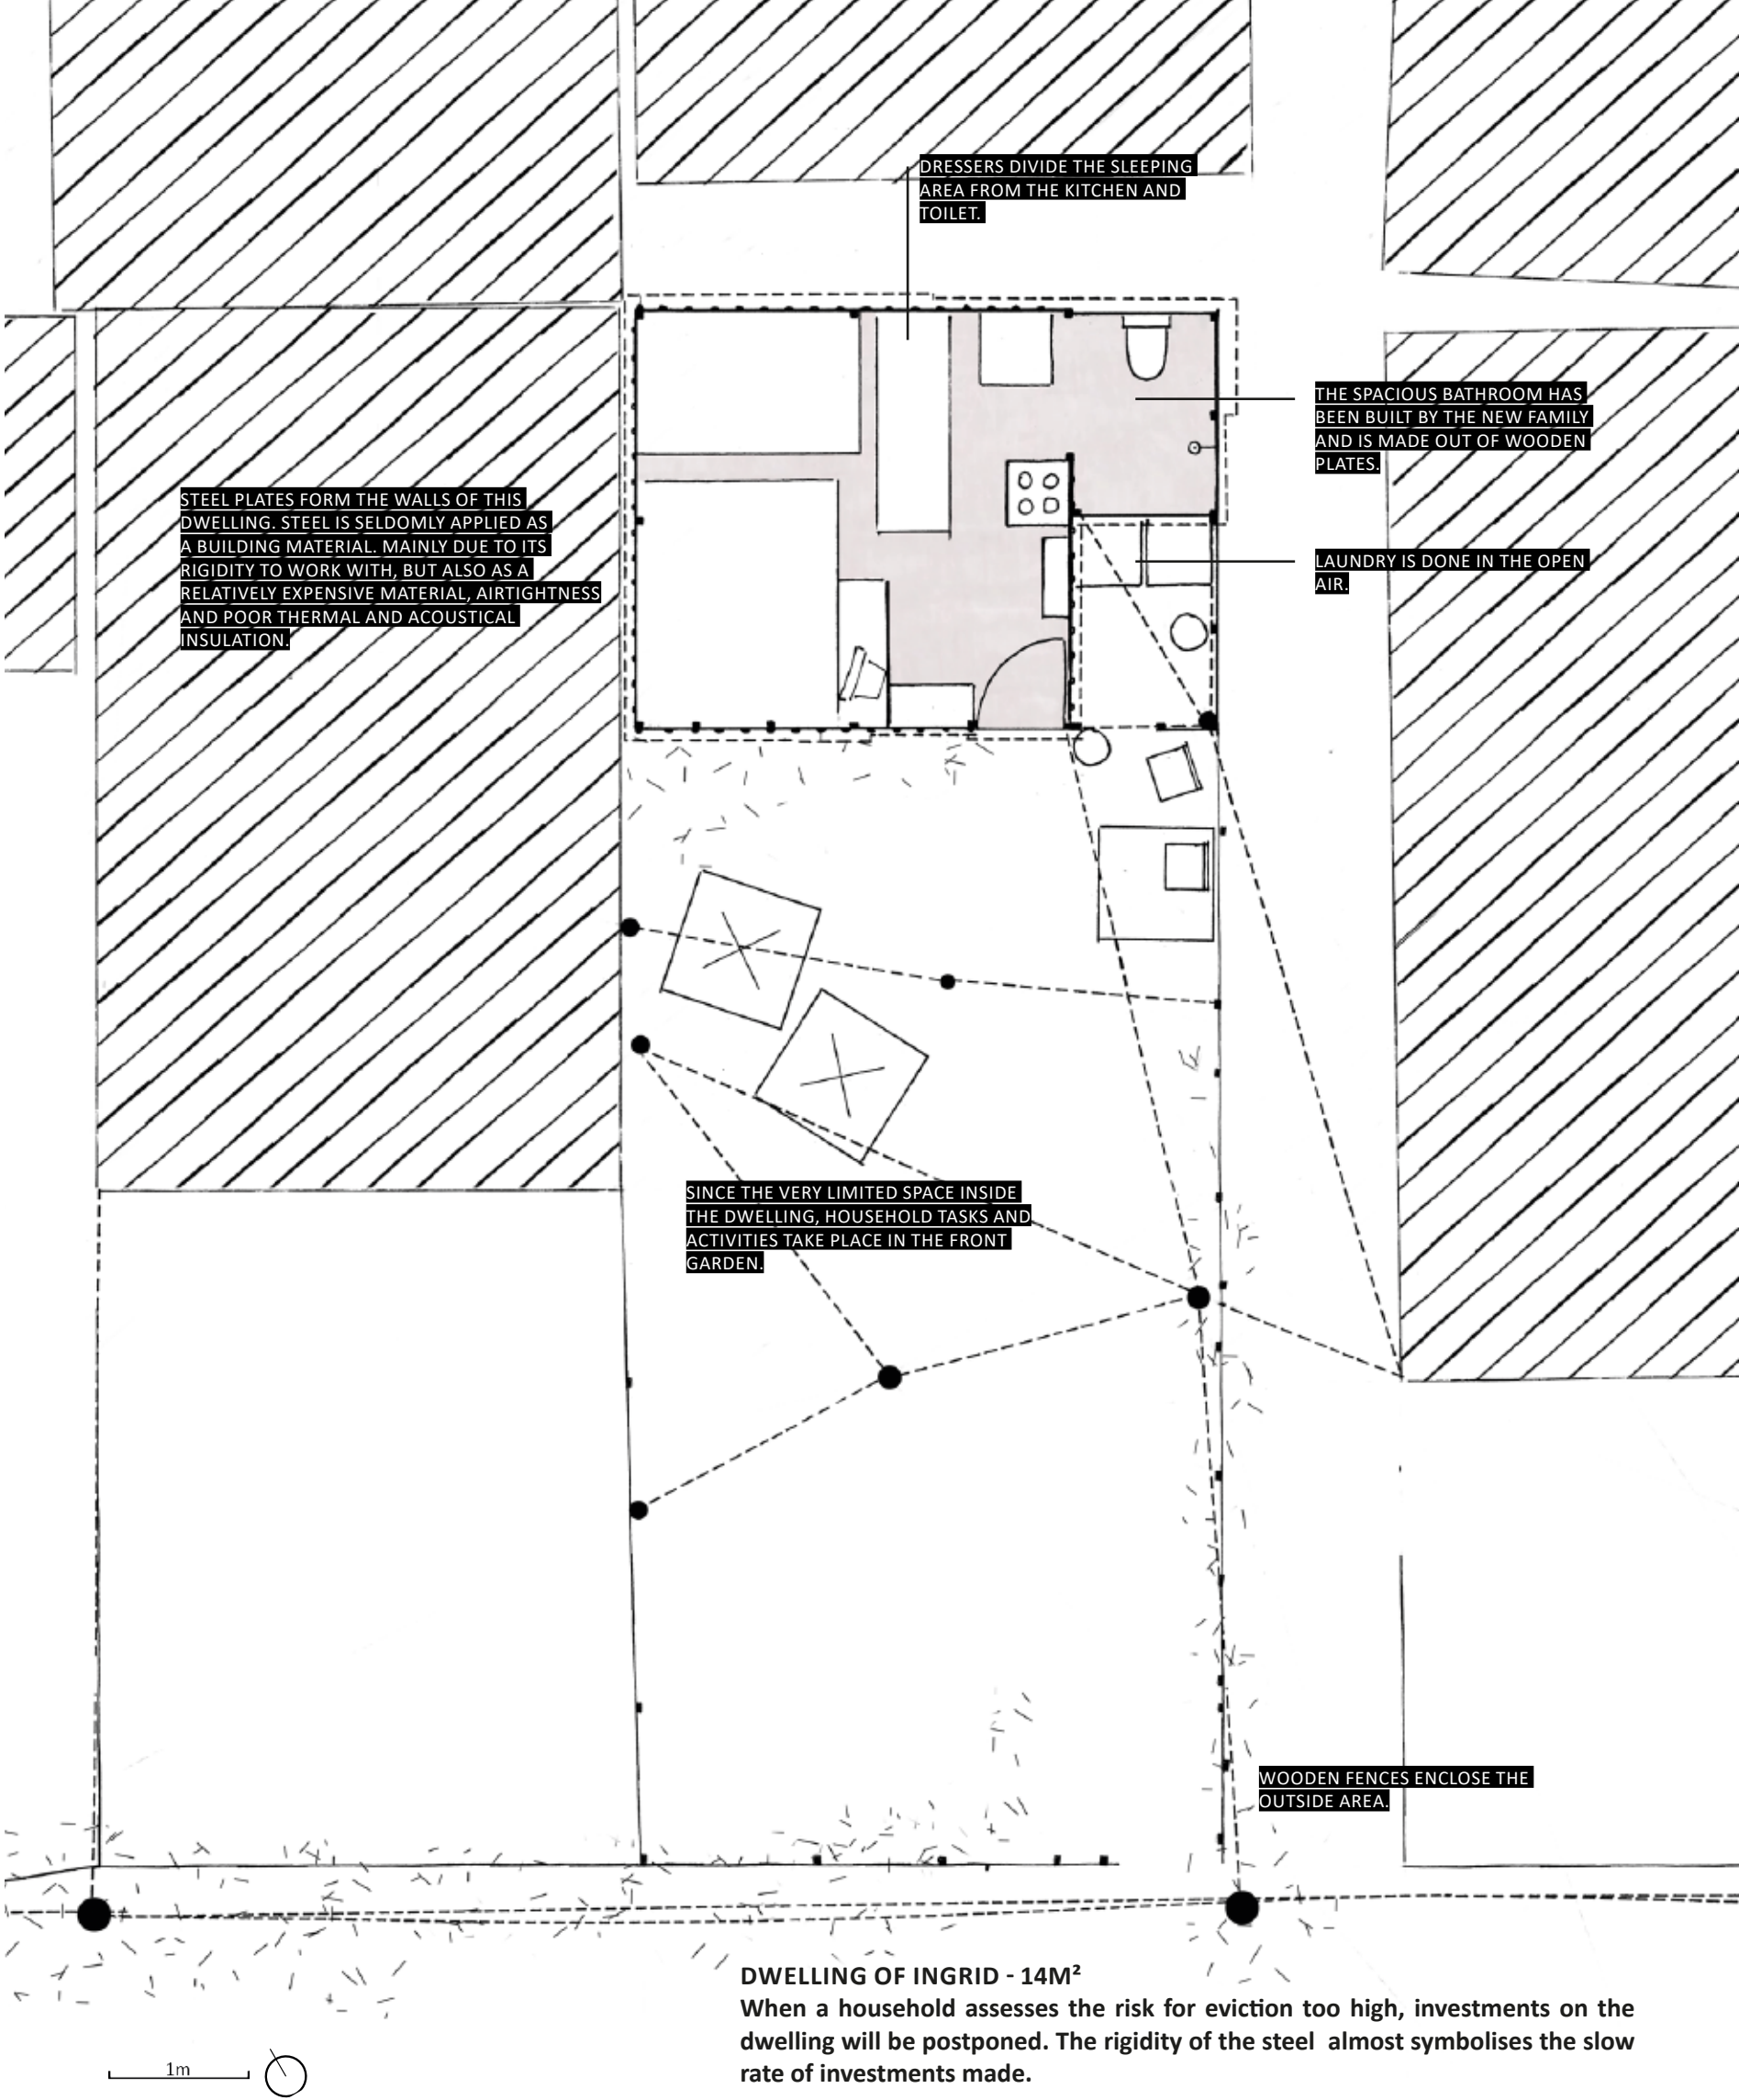 DRESSERS DIVIDE THE SLEEPING
AREA FROM THE KITCHEN AND
TOILET.
THE SPACIOUS BATHROOM HAS
BEEN BUILT BY THE NEW FAMILY
AND IS MADE OUT OF WOODEN
PLATES.
STEEL PLATES FORM THE WALLS OF THIS
DWELLING. STEEL IS SELDOMLY APPLIED AS
A BUILDING MATERIAL. MAINLY DUE TO ITS
RIGIDITY TO WORK WITH, BUT ALSO AS A
RELATIVELY EXPENSIVE MATERIAL, AIRTIGHTNESS
AND POOR THERMAL AND ACOUSTICAL
INSULATION.
LAUNDRY IS DONE IN THE OPEN
AIR.
SINCE THE VERY LIMITED SPACE INSIDE
THE DWELLING, HOUSEHOLD TASKS AND
ACTIVITIES TAKE PLACE IN THE FRONT
GARDEN.
WOODEN FENCES ENCLOSE THE
OUTSIDE AREA.
DWELLING OF INGRID - 14M²
When a household assesses the risk for eviction too high, investments on the
dwelling will be postponed. The rigidity of the steel almost symbolises the slow
rate of investments made.
1m